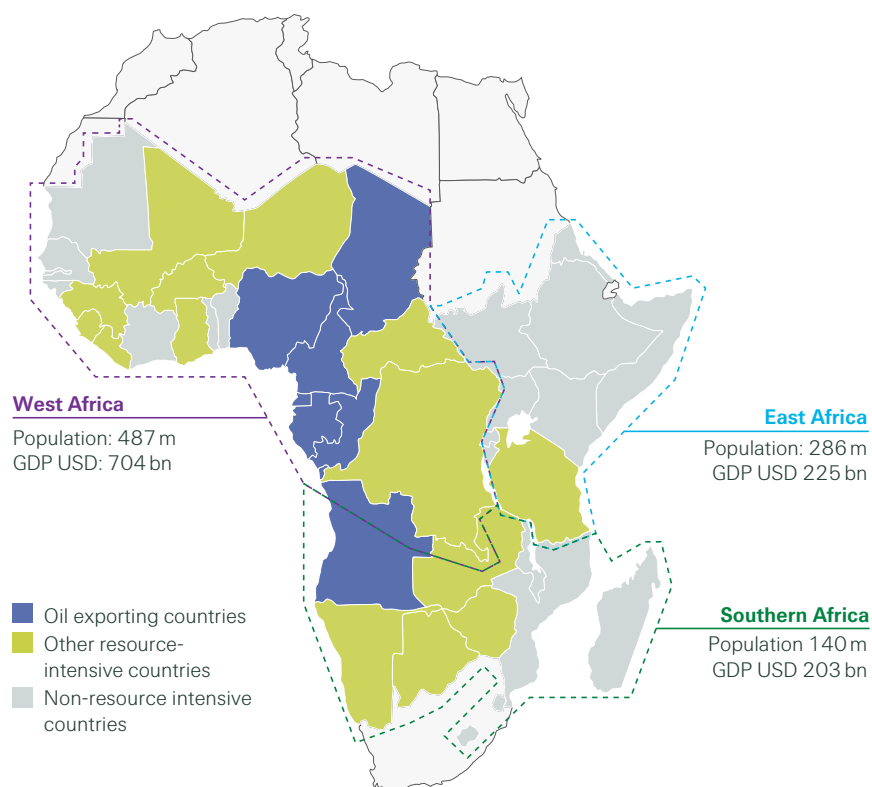 West Africa
Population: 487 m
GDP USD: 704 bn
East Africa
Population: 286 m
GDP USD 225 bn
Oil exporting countries
Other resource-
intensive countries
Non-resource intensive
countries
Southern Africa
Population 140 m
GDP USD 203 bn